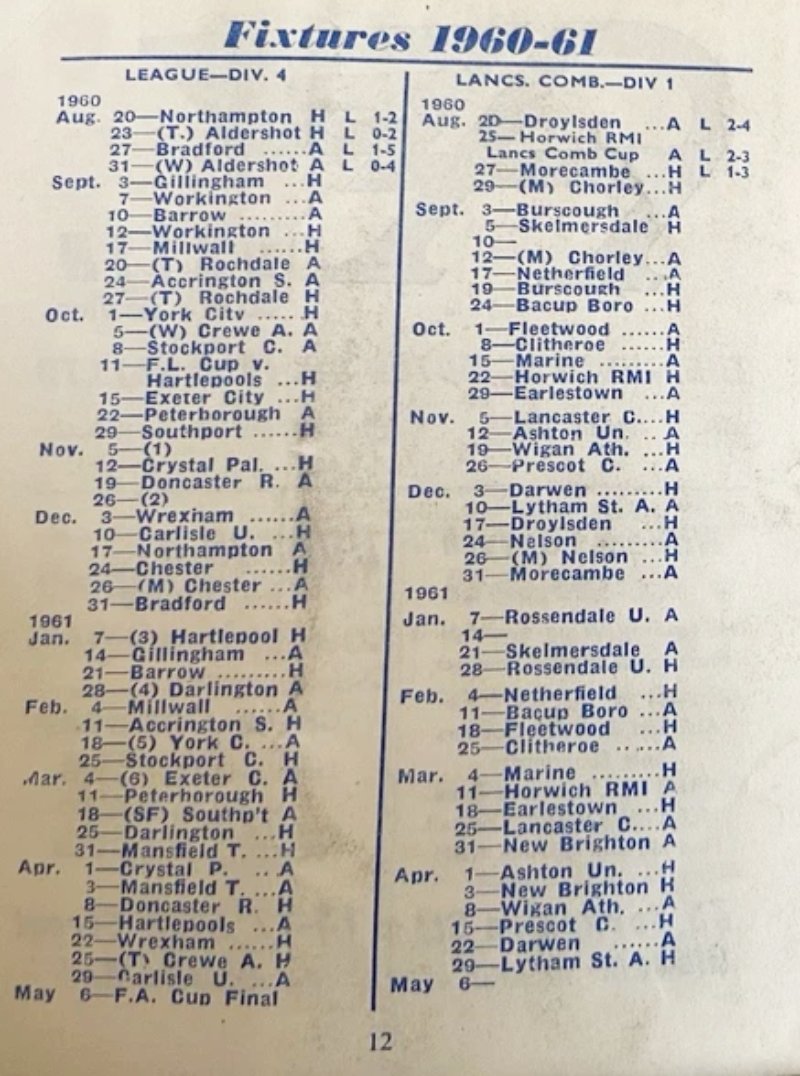 Fixtures 1960-61
LEAGUE—DIV. 4
1960
Aug. 20—Northampton H L 1-2
23—(T.) Aldershot H L 0-2
27—Bradford ......A L 1-5
31—(W) Aldershot A L 0-4
Sept. 3—Gillingham ...H
7—Workington ...A
10—Barrow .........A
12—Workington ...H
17—Millwall ......H
20—(T) Rochdale A
24—Accrington S. A
27—(T) Rochdale H
Oct. 1—York City ......H
5—(W) Crewe A. A
8—Stockport C. A
11—F.L. Cup v.
Hartlepools ...H
15—Exeter City ...H
22—Peterborough A
29—Southport ......H
Nov. 5—(1)
12—Crystal Pal. ...H
19—Doncaster R. A
26—(2)
Dec. 3—Wrexham ......A
10—Carlisle U. ...H
17—Northampton A
24—Chester ......H
26—(M) Chester ...A
31—Bradford ......H
1961
Jan. 7—(3) Hartlepool H
14—Gillingham ...A
21—Barrow .........H
28—(4) Darlington A
Feb. 4—Millwall ......A
11—Accrington S. H
18—(5) York C. ...A
25—Stockport C. H
Mar. 4—(6) Exeter C. A
11—Peterborough H
18—(SF) Southp't A
25—Darlington ...H
31—Mansfield T. ...H
Apr. 1—Crystal P. ..A
3—Mansfield T. ...A
8—Doncaster R. H
15—Hartlepools ...A
22—Wrexham ......H
25—(T) Crewe A. H
29—Carlisle U. ...A
May 6—F.A. Cup Final
LANCS. COMB.—DIV 1
1960
Aug. 20—Droylsden ...A L 2-4
25—Horwich RMI
Lancs Comb Cup A L 2-3
27—Morecambe ...H L 1-3
29—(M) Chorley...H
Sept. 3—Burscough ...A
5—Skelmersdale H
10—
12—(M) Chorley...A
17—Netherfield ...A
19—Burscough ...H
24—Bacup Boro ...H
Oct. 1—Fleetwood ......A
8—Clitheroe ......H
15—Marine .........A
22—Horwich RMI H
29—Earlestown ...A
Nov. 5—Lancaster C....H
12—Ashton Un. ...A
19—Wigan Ath. ...H
26—Prescot C. ...A
Dec. 3—Darwen .........H
10—Lytham St. A. A
17—Droylsden ...H
24—Nelson .........A
26—(M) Nelson ...H
31—Morecambe ...A
1961
Jan. 7—Rossendale U. A
14—
21—Skelmersdale A
28—Rossendale U. H
Feb. 4—Netherfield ...H
11—Bacup Boro ...A
18—Fleetwood ...H
25—Clitheroe ......A
Mar. 4—Marine .........H
11—Horwich RMI A
18—Earlestown ...H
25—Lancaster C....A
31—New Brighton A
Apr. 1—Ashton Un. ...H
3—New Brighton H
8—Wigan Ath. ...A
15—Prescot C. ...H
22—Darwen ......A
29—Lytham St. A. H
May 6—
12